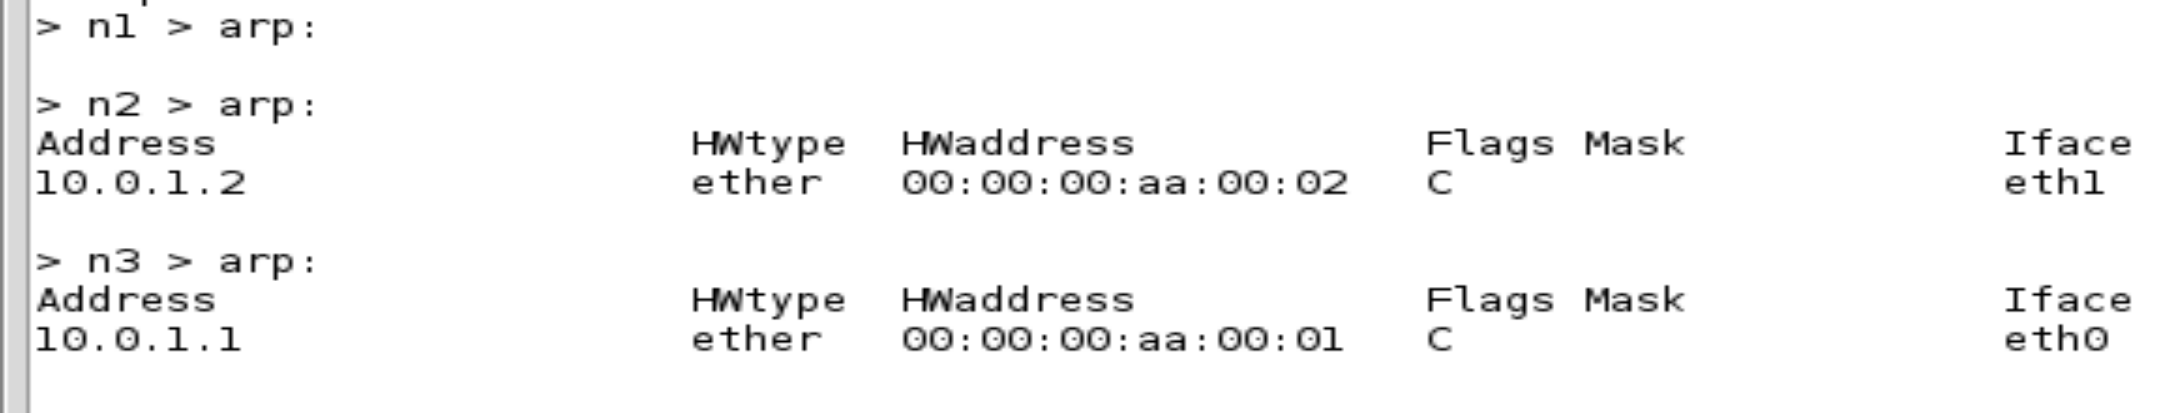 > n1 > arp:
> n2 > arp:
Address HWtype HWaddress Flags Mask Iface
10.0.1.2 ether 00:00:00:aa:00:02 C eth1
> n3 > arp:
Address HWtype HWaddress Flags Mask Iface
10.0.1.1 ether 00:00:00:aa:00:01 C eth0